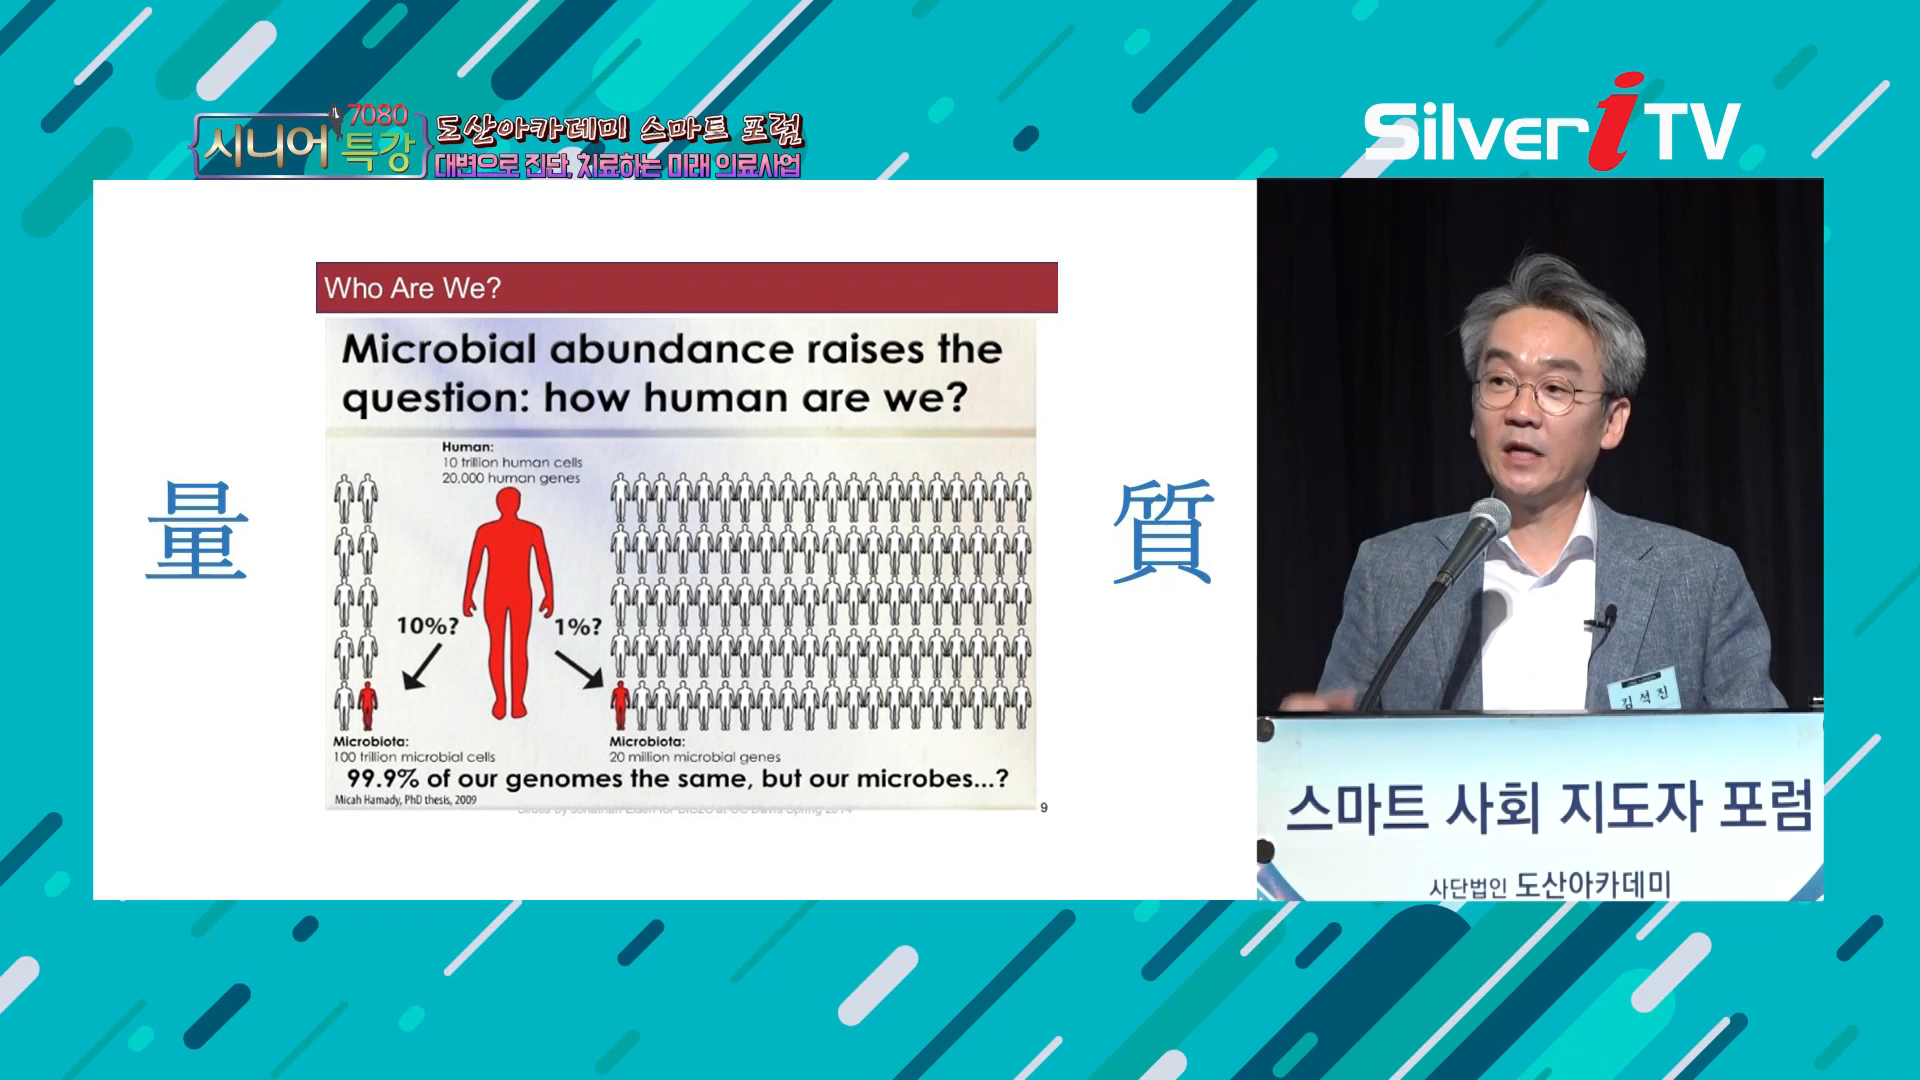 7080
시니어 특강
도산아카데미 스마트 포럼
대변으로 진단, 치료하는 미래 의료사업
Silver i TV
Who Are We?
Microbial abundance raises the
question: how human are we?
Human:
10 trillion human cells
20,000 human genes
量
質
10%?
1%?
Microbiota:
100 trillion microbial cells
Microbiota:
20 million microbial genes
99.9% of our genomes the same, but our microbes...?
Micah Hamady, PhD thesis, 2009
9
김석진
스마트 사회 지도자 포럼
사단법인 도산아카데미